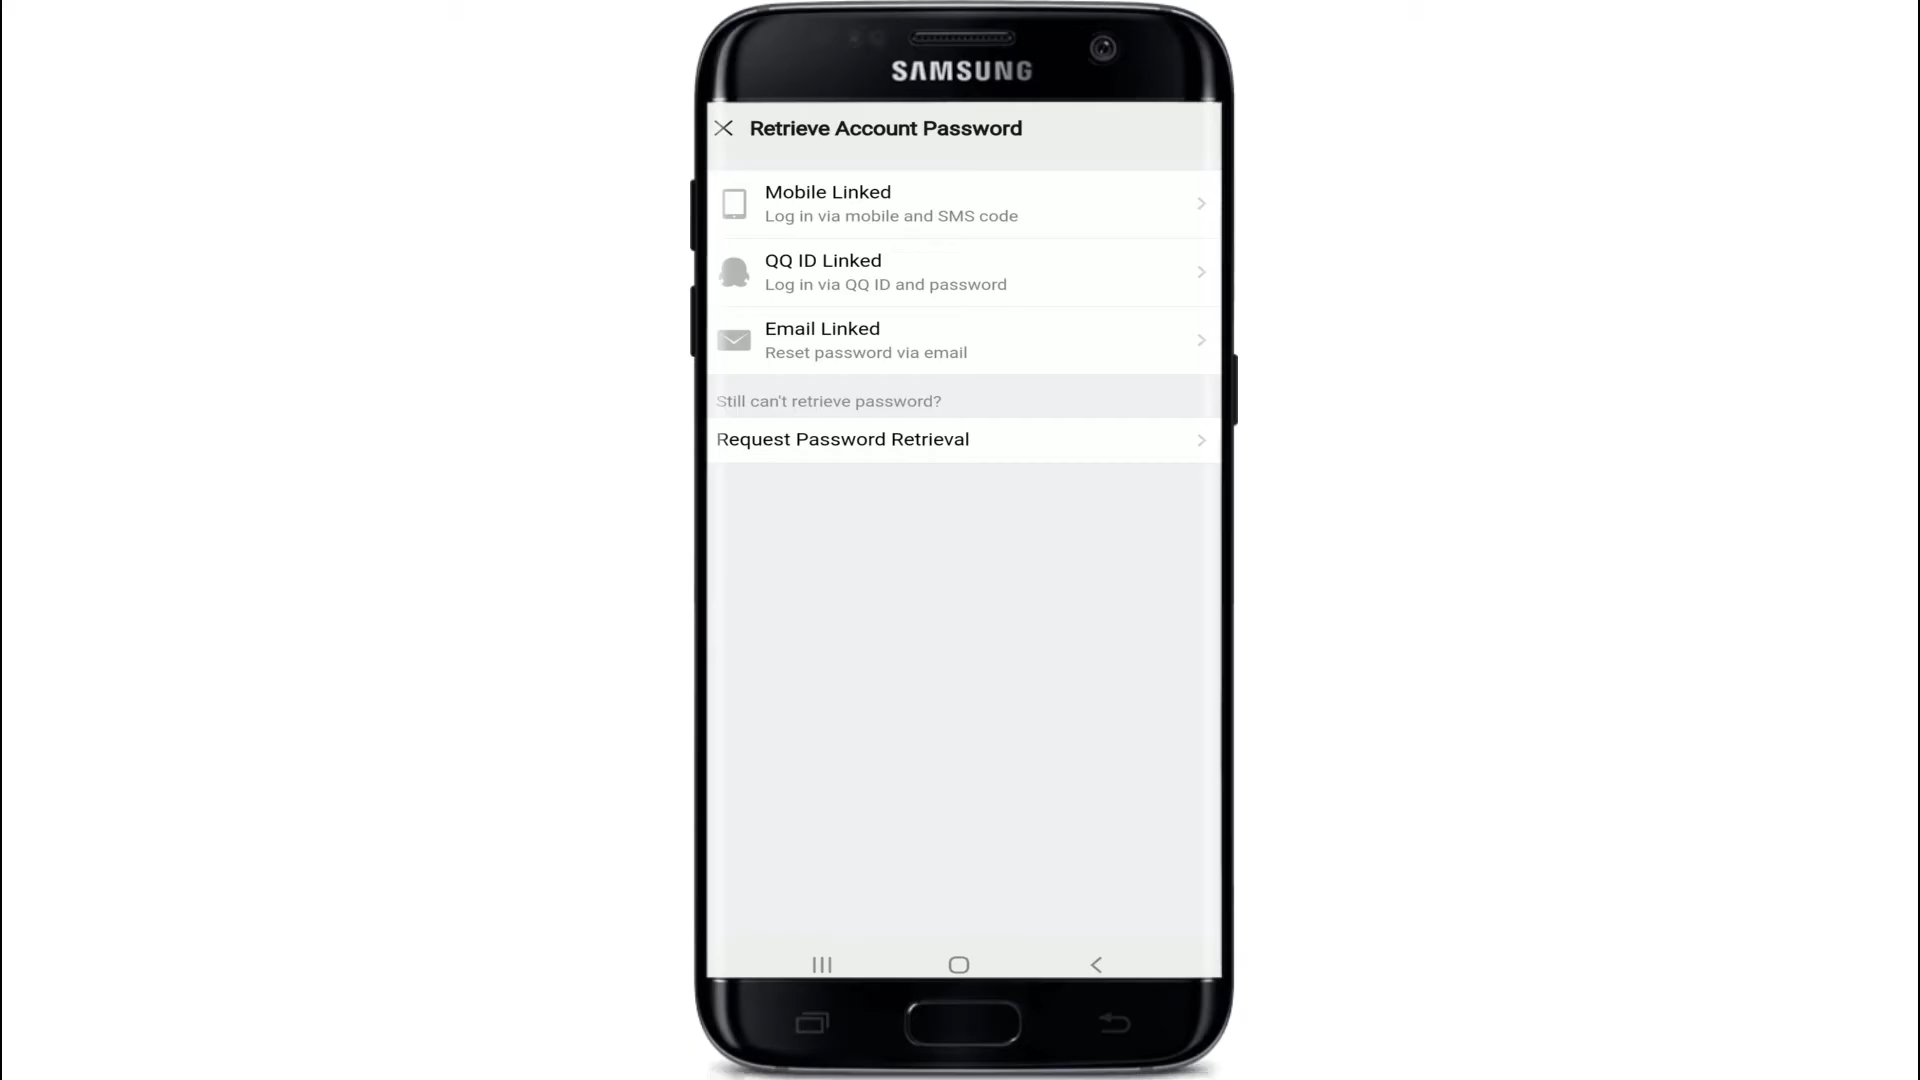 SAMSUNG
Retrieve Account Password
Mobile Linked
Log in via mobile and SMS code
QQ ID Linked
Log in via QQ ID and password
Email Linked
Reset password via email
Still can't retrieve password?
Request Password Retrieval